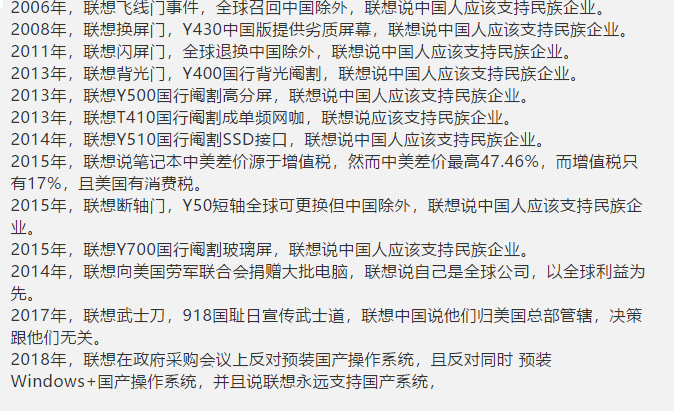 2006年，联想飞线门事件，全球召回中国除外，联想说中国人应该支持民族企业。
2008年，联想换屏门，Y430中国版提供劣质屏幕，联想说中国人应该支持民族企业。
2011年，联想闪屏门，全球退换中国除外，联想说中国人应该支持民族企业。
2013年，联想背光门，Y400国行背光阉割，联想说中国人应该支持民族企业。
2013年，联想Y500国行阉割高分屏，联想说中国人应该支持民族企业。
2013年，联想T410国行阉割成单频网咖，联想说应该支持民族企业。
2014年，联想Y510国行阉割SSD接口，联想说中国人应该支持民族企业。
2015年，联想说笔记本中美差价源于增值税，然而中美差价最高47.46%，而增值税只
有17%，且美国有消费税。
2015年，联想断轴门，Y50短轴全球可更换但中国除外，联想说中国人应该支持民族企
业。
2015年，联想Y700国行阉割玻璃屏，联想说中国人应该支持民族企业。
2014年，联想向美国劳军联合会捐赠大批电脑，联想说自己是全球公司，以全球利益为
先。
2017年，联想武士刀，918国耻日宣传武士道，联想中国说他们归美国总部管辖，决策
跟他们无关。
2018年，联想在政府采购会议上反对预装国产操作系统，且反对同时 预装
Windows+国产操作系统，并且说联想永远支持国产系统，